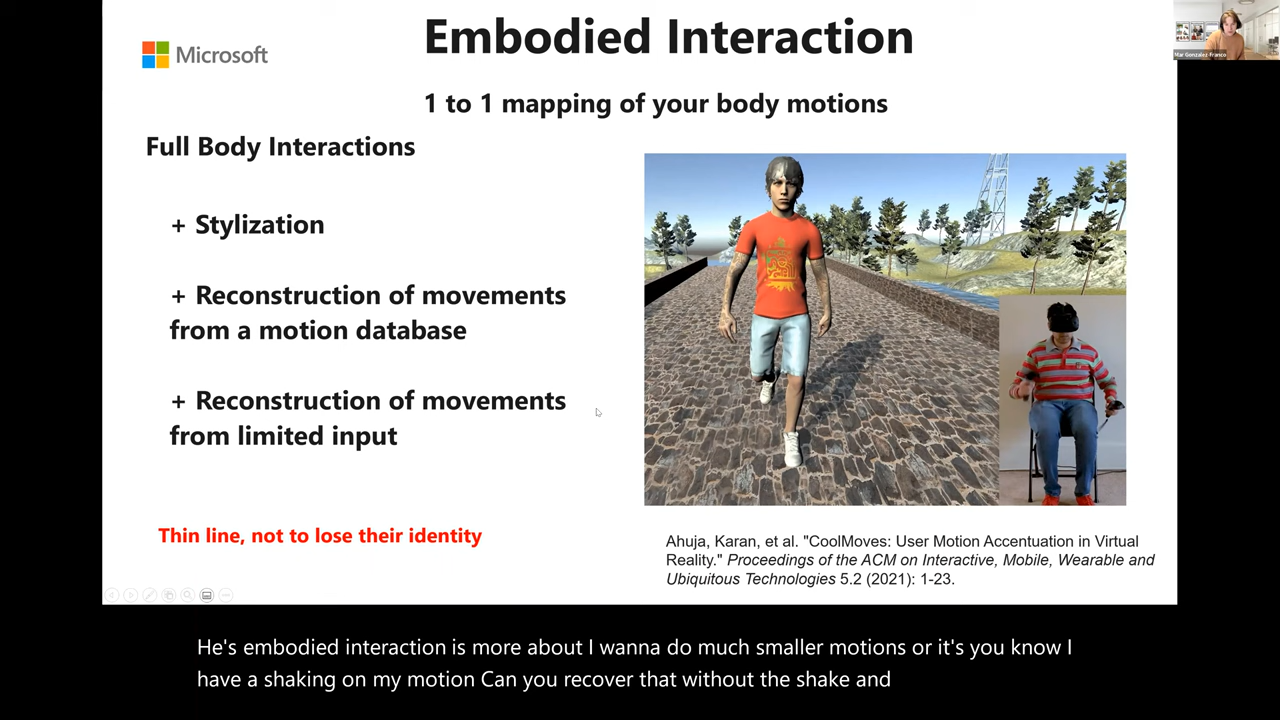 Embodied Interaction
Microsoft
1 to 1 mapping of your body motions
Full Body Interactions
+ Stylization
+ Reconstruction of movements
from a motion database
+ Reconstruction of movements
from limited input
Thin line, not to lose their identity
Ahuja, Karan, et al. "CoolMoves: User Motion Accentuation in Virtual
Reality." Proceedings of the ACM on Interactive, Mobile, Wearable and
Ubiquitous Technologies 5.2 (2021): 1-23.
Mar Gonzalez Franco
He's embodied interaction is more about I wanna do much smaller motions or it's you know I
have a shaking on my motion Can you recover that without the shake and